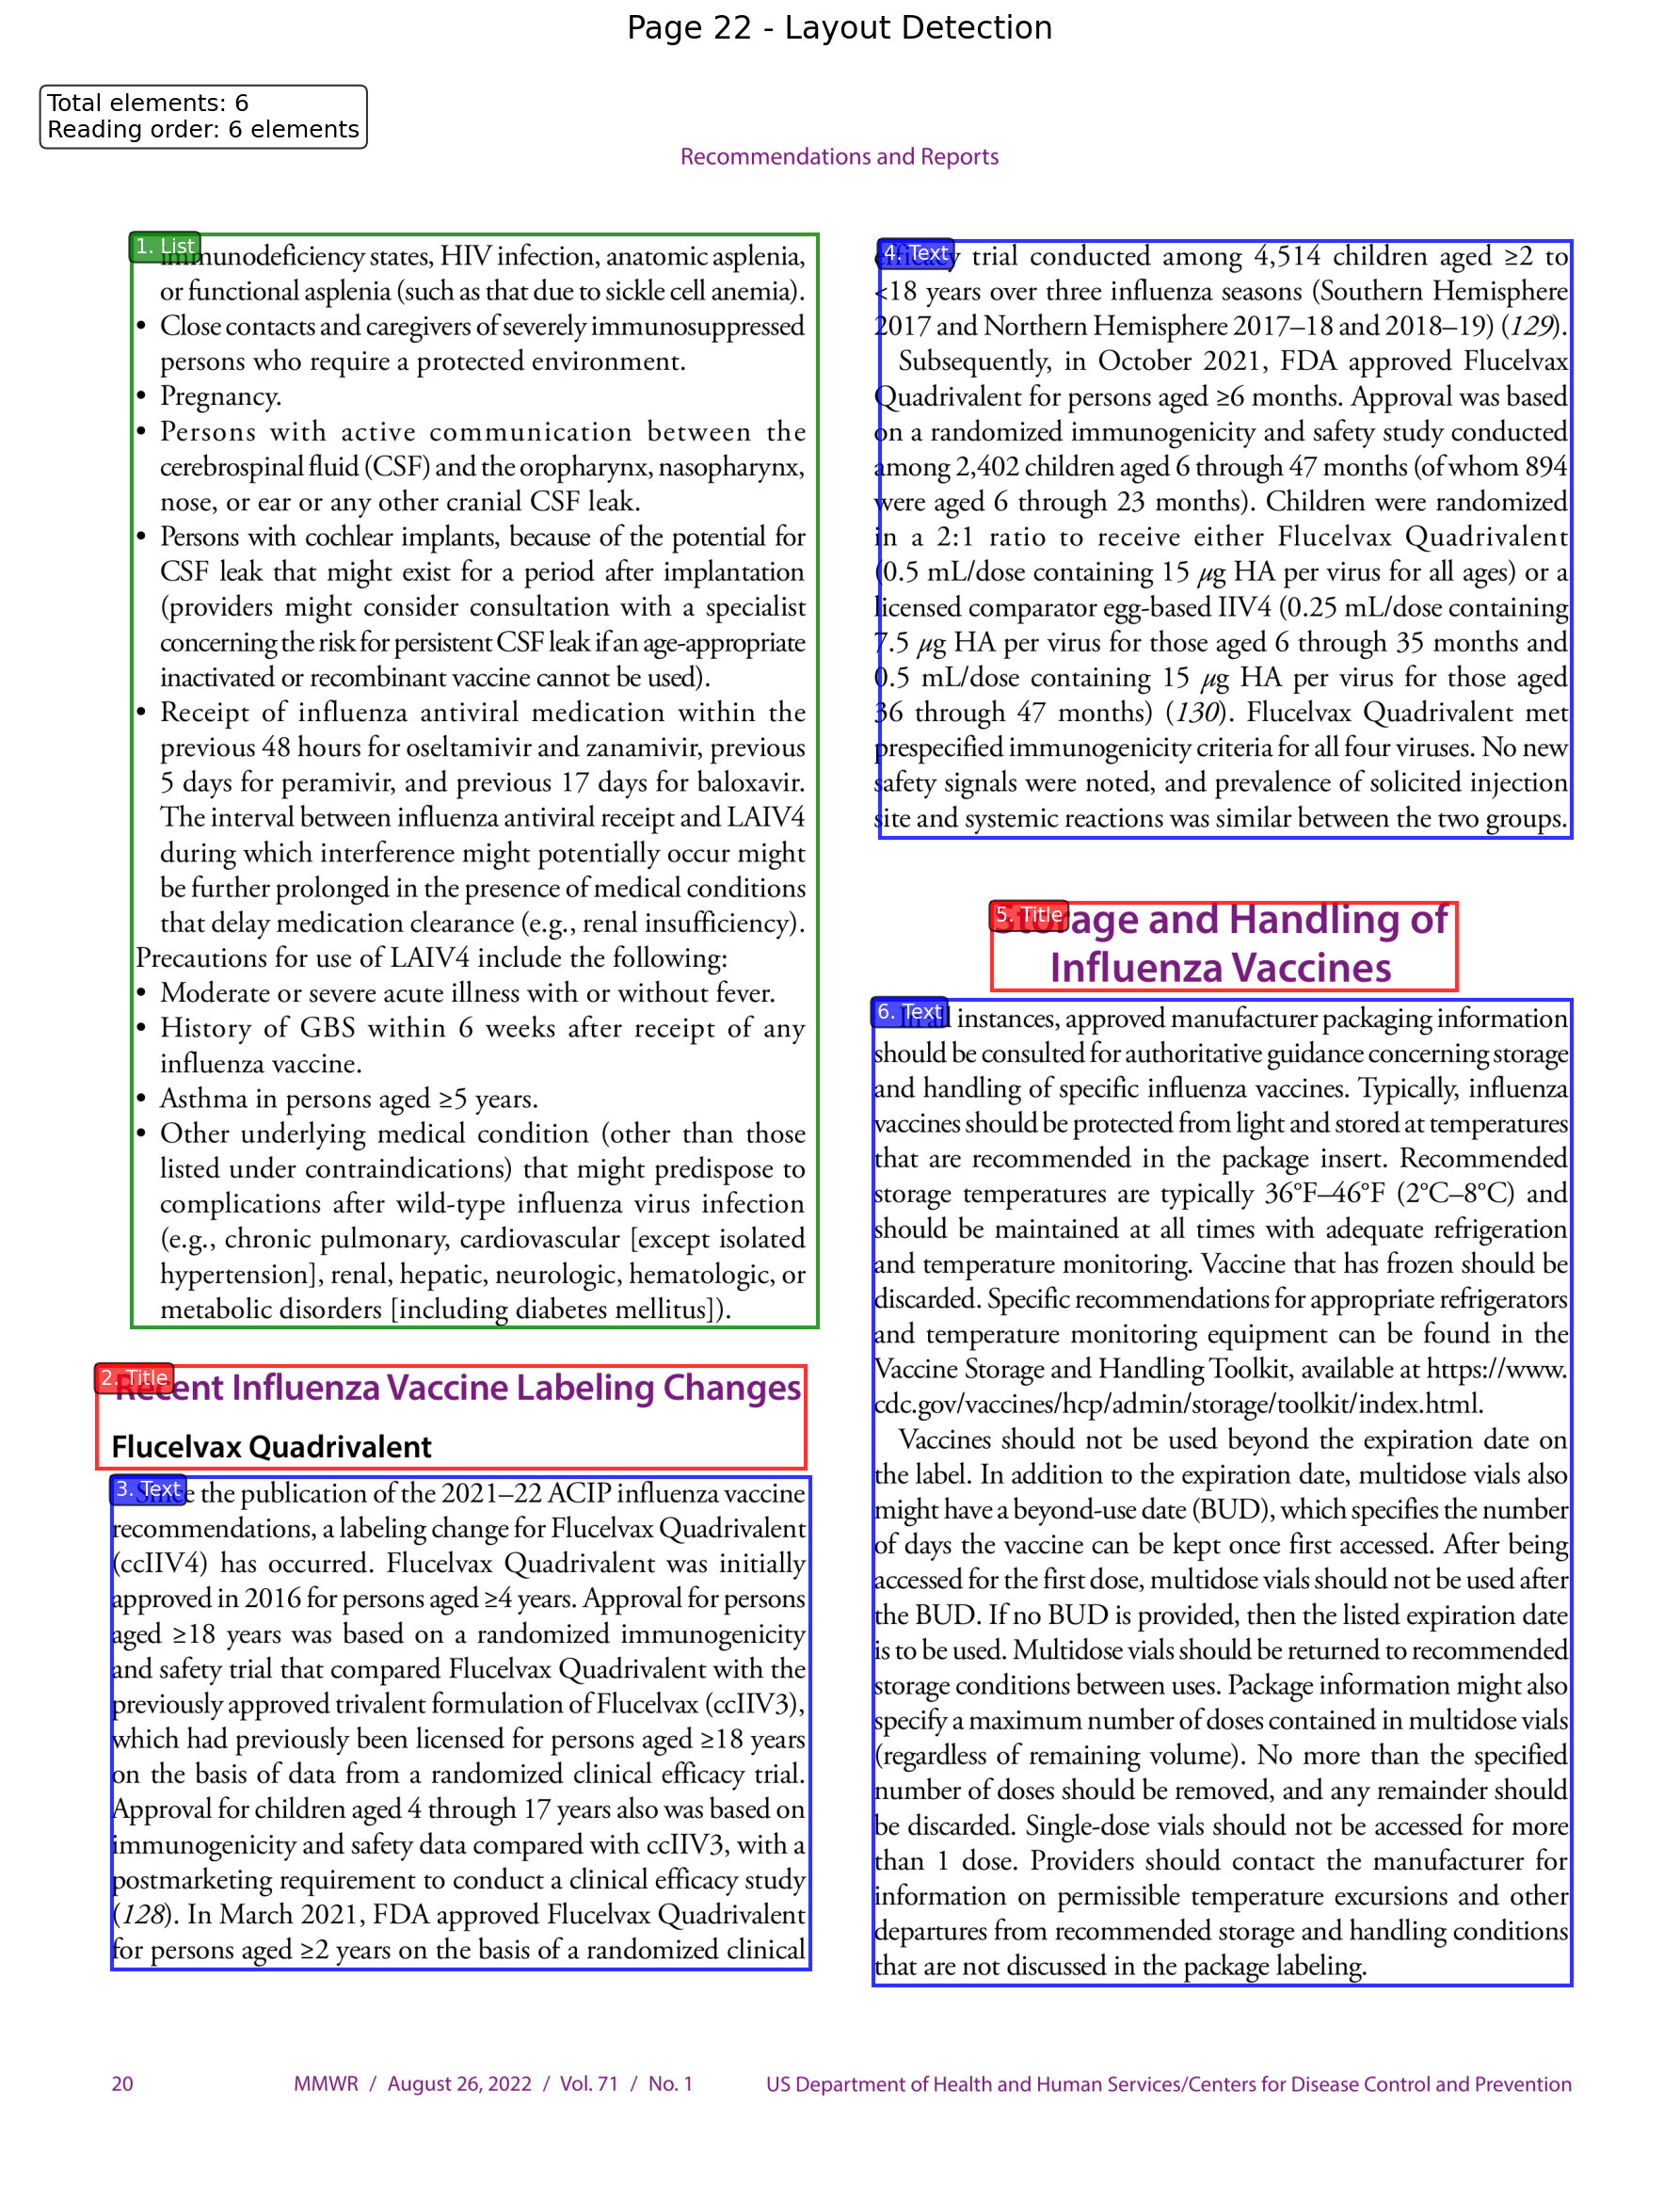 Page 22 - Layout Detection
Total elements: 6
Reading order: 6 elements
Recommendations and Reports
1. List
immunodeficiency states, HIV infection, anatomic asplenia,
or functional asplenia (such as that due to sickle cell anemia).
• Close contacts and caregivers of severely immunosuppressed
persons who require a protected environment.
• Pregnancy.
• Persons with active communication between the
cerebrospinal fluid (CSF) and the oropharynx, nasopharynx,
nose, or ear or any other cranial CSF leak.
• Persons with cochlear implants, because of the potential for
CSF leak that might exist for a period after implantation
(providers might consider consultation with a specialist
concerning the risk for persistent CSF leak if an age-appropriate
inactivated or recombinant vaccine cannot be used).
• Receipt of influenza antiviral medication within the
previous 48 hours for oseltamivir and zanamivir, previous
5 days for peramivir, and previous 17 days for baloxavir.
The interval between influenza antiviral receipt and LAIV4
during which interference might potentially occur might
be further prolonged in the presence of medical conditions
that delay medication clearance (e.g., renal insufficiency).
Precautions for use of LAIV4 include the following:
• Moderate or severe acute illness with or without fever.
• History of GBS within 6 weeks after receipt of any
influenza vaccine.
• Asthma in persons aged ≥5 years.
• Other underlying medical condition (other than those
listed under contraindications) that might predispose to
complications after wild-type influenza virus infection
(e.g., chronic pulmonary, cardiovascular [except isolated
hypertension], renal, hepatic, neurologic, hematologic, or
metabolic disorders [including diabetes mellitus]).
2. Title
Recent Influenza Vaccine Labeling Changes
Flucelvax Quadrivalent
3. Text
Since the publication of the 2021–22 ACIP influenza vaccine
recommendations, a labeling change for Flucelvax Quadrivalent
(ccIIV4) has occurred. Flucelvax Quadrivalent was initially
approved in 2016 for persons aged ≥4 years. Approval for persons
aged ≥18 years was based on a randomized immunogenicity
and safety trial that compared Flucelvax Quadrivalent with the
previously approved trivalent formulation of Flucelvax (ccIIV3),
which had previously been licensed for persons aged ≥18 years
on the basis of data from a randomized clinical efficacy trial.
Approval for children aged 4 through 17 years also was based on
immunogenicity and safety data compared with ccIIV3, with a
postmarketing requirement to conduct a clinical efficacy study
(128). In March 2021, FDA approved Flucelvax Quadrivalent
for persons aged ≥2 years on the basis of a randomized clinical
4. Text
efficacy trial conducted among 4,514 children aged ≥2 to
<18 years over three influenza seasons (Southern Hemisphere
2017 and Northern Hemisphere 2017–18 and 2018–19) (129).
Subsequently, in October 2021, FDA approved Flucelvax
Quadrivalent for persons aged ≥6 months. Approval was based
on a randomized immunogenicity and safety study conducted
among 2,402 children aged 6 through 47 months (of whom 894
were aged 6 through 23 months). Children were randomized
in a 2:1 ratio to receive either Flucelvax Quadrivalent
(0.5 mL/dose containing 15 µg HA per virus for all ages) or a
licensed comparator egg-based IIV4 (0.25 mL/dose containing
7.5 µg HA per virus for those aged 6 through 35 months and
0.5 mL/dose containing 15 µg HA per virus for those aged
36 through 47 months) (130). Flucelvax Quadrivalent met
prespecified immunogenicity criteria for all four viruses. No new
safety signals were noted, and prevalence of solicited injection
site and systemic reactions was similar between the two groups.
5. Title
Storage and Handling of
Influenza Vaccines
6. Text
In all instances, approved manufacturer packaging information
should be consulted for authoritative guidance concerning storage
and handling of specific influenza vaccines. Typically, influenza
vaccines should be protected from light and stored at temperatures
that are recommended in the package insert. Recommended
storage temperatures are typically 36°F–46°F (2°C–8°C) and
should be maintained at all times with adequate refrigeration
and temperature monitoring. Vaccine that has frozen should be
discarded. Specific recommendations for appropriate refrigerators
and temperature monitoring equipment can be found in the
Vaccine Storage and Handling Toolkit, available at https://www.
cdc.gov/vaccines/hcp/admin/storage/toolkit/index.html.
Vaccines should not be used beyond the expiration date on
the label. In addition to the expiration date, multidose vials also
might have a beyond-use date (BUD), which specifies the number
of days the vaccine can be kept once first accessed. After being
accessed for the first dose, multidose vials should not be used after
the BUD. If no BUD is provided, then the listed expiration date
is to be used. Multidose vials should be returned to recommended
storage conditions between uses. Package information might also
specify a maximum number of doses contained in multidose vials
(regardless of remaining volume). No more than the specified
number of doses should be removed, and any remainder should
be discarded. Single-dose vials should not be accessed for more
than 1 dose. Providers should contact the manufacturer for
information on permissible temperature excursions and other
departures from recommended storage and handling conditions
that are not discussed in the package labeling.
20 MMWR / August 26, 2022 / Vol. 71 / No. 1 US Department of Health and Human Services/Centers for Disease Control and Prevention